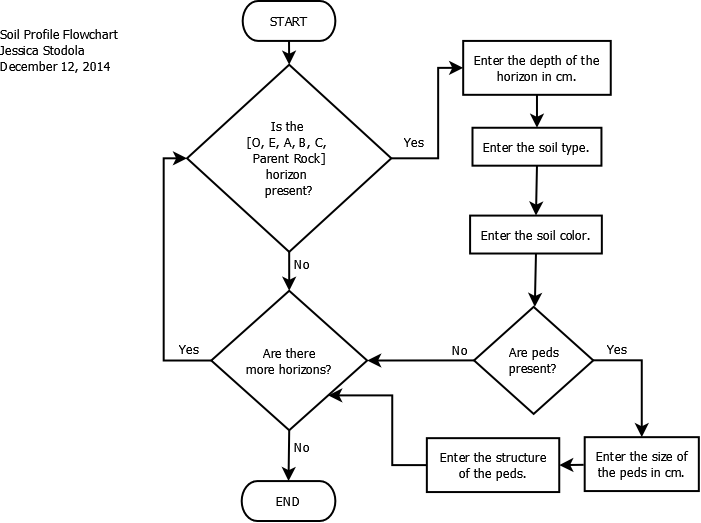 Soil Profile Flowchart
Jessica Stodola
December 12, 2014
START
Is the
[O, E, A, B, C,
Parent Rock]
horizon
present?
Yes
No
Enter the depth of the
horizon in cm.
Enter the soil type.
Enter the soil color.
Are peds
present?
No
Yes
Enter the size of
the peds in cm.
Enter the structure
of the peds.
Are there
more horizons?
Yes
No
END